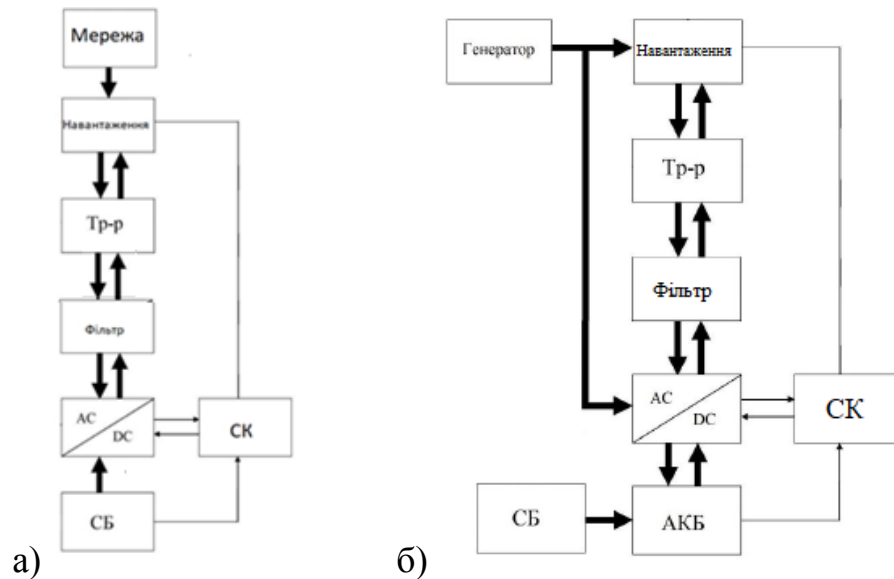 Мережа
Навантаження
Тр-р
Фільтр
AC
DC
СК
СБ
а)
Генератор
Навантаження
Тр-р
Фільтр
AC
DC
СК
СБ
АКБ
б)